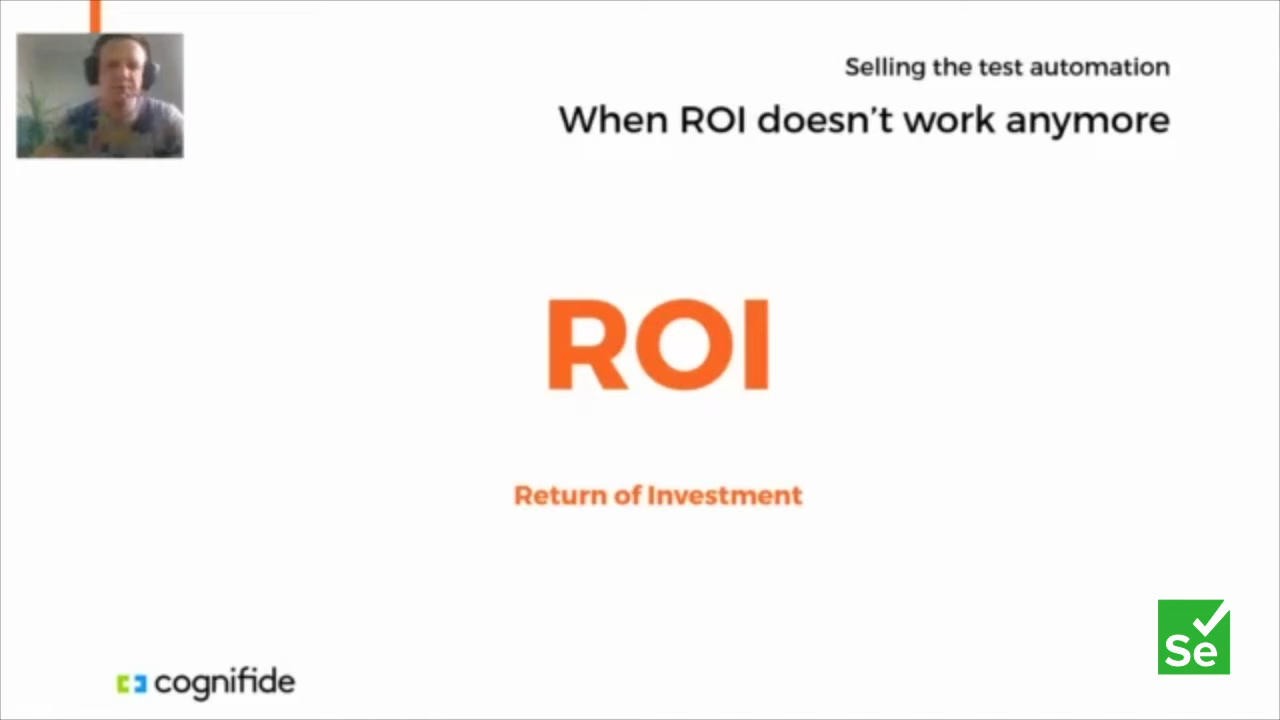 Selling the test automation
When ROI doesn't work anymore
ROI
Return of Investment
cognifide
Se